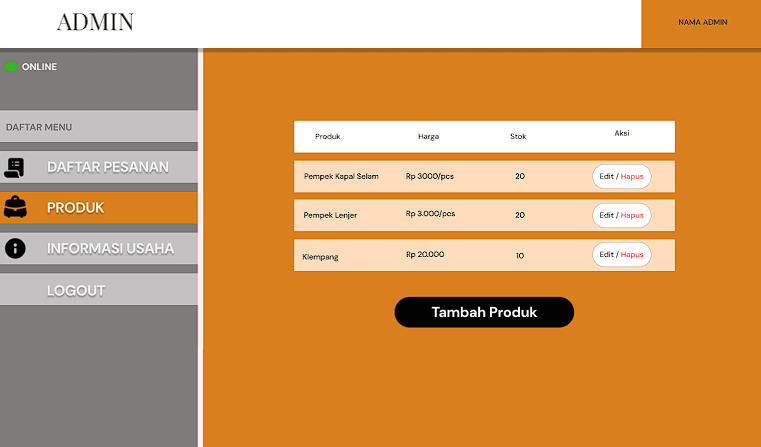 ADMIN
NAMA ADMIN
ONLINE
DAFTAR MENU
DAFTAR PESANAN
PRODUK
INFORMASI USAHA
LOGOUT
Produk Harga Stok Aksi
Pempek Kapal Selam Rp 3000/pcs 20 Edit / Hapus
Pempek Lenjer Rp 3.000/pcs 20 Edit / Hapus
Klempang Rp 20.000 10 Edit / Hapus
Tambah Produk